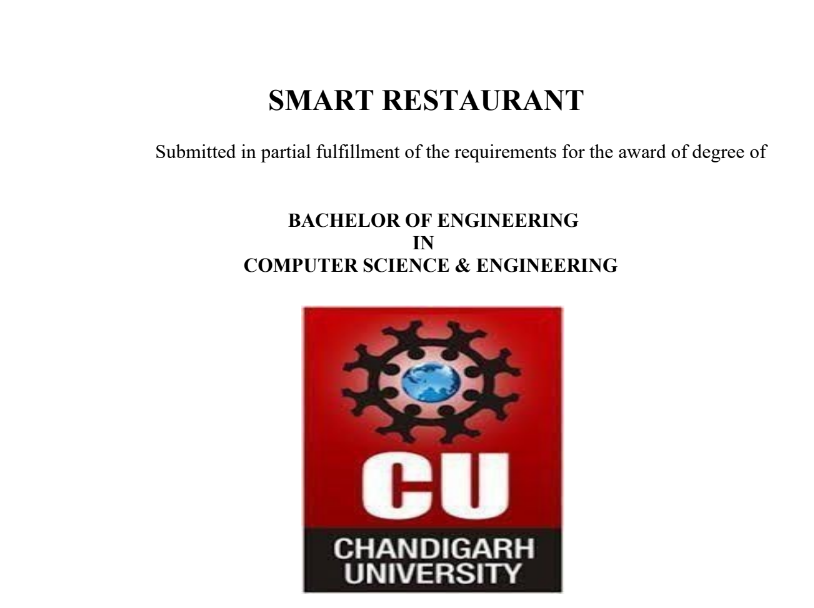 SMART RESTAURANT
Submitted in partial fulfillment of the requirements for the award of degree of
BACHELOR OF ENGINEERING
IN
COMPUTER SCIENCE & ENGINEERING
CU
CHANDIGARH
UNIVERSITY